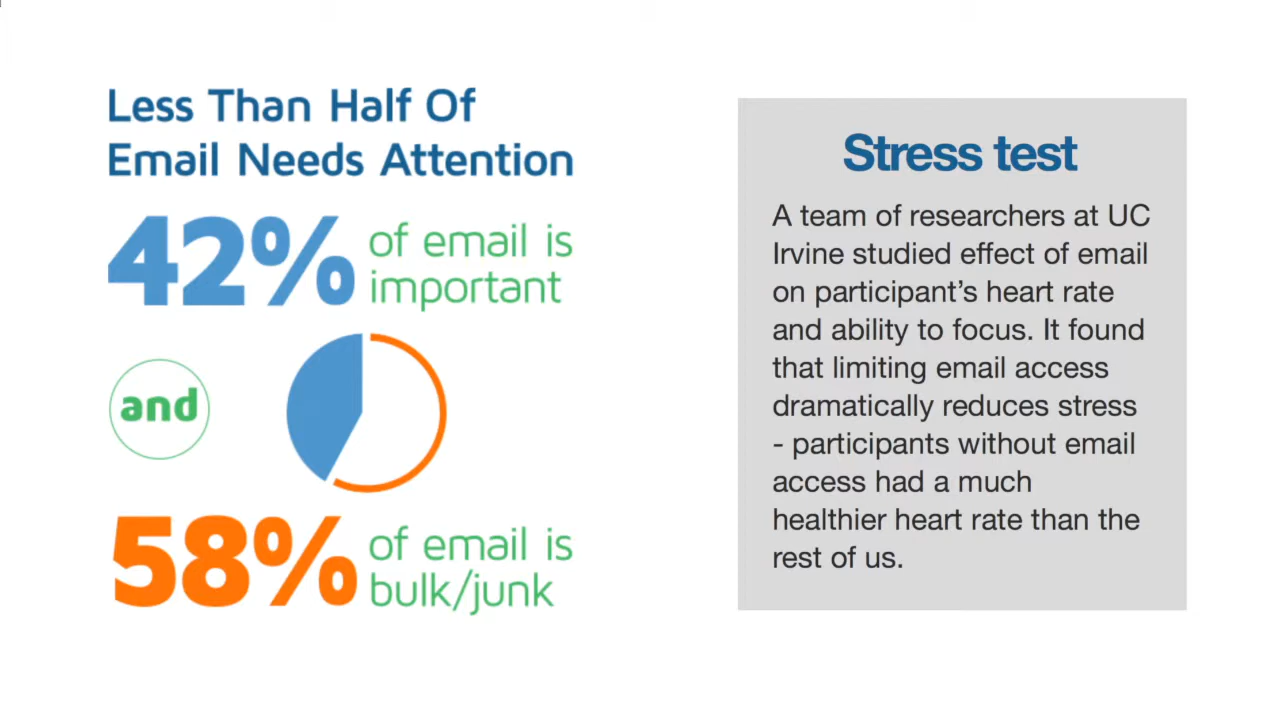 Less Than Half Of
Email Needs Attention
42%
of email is
important
and
58%
of email is
bulk/junk
Stress test
A team of researchers at UC
Irvine studied effect of email
on participant’s heart rate
and ability to focus. It found
that limiting email access
dramatically reduces stress
- participants without email
access had a much
healthier heart rate than the
rest of us.